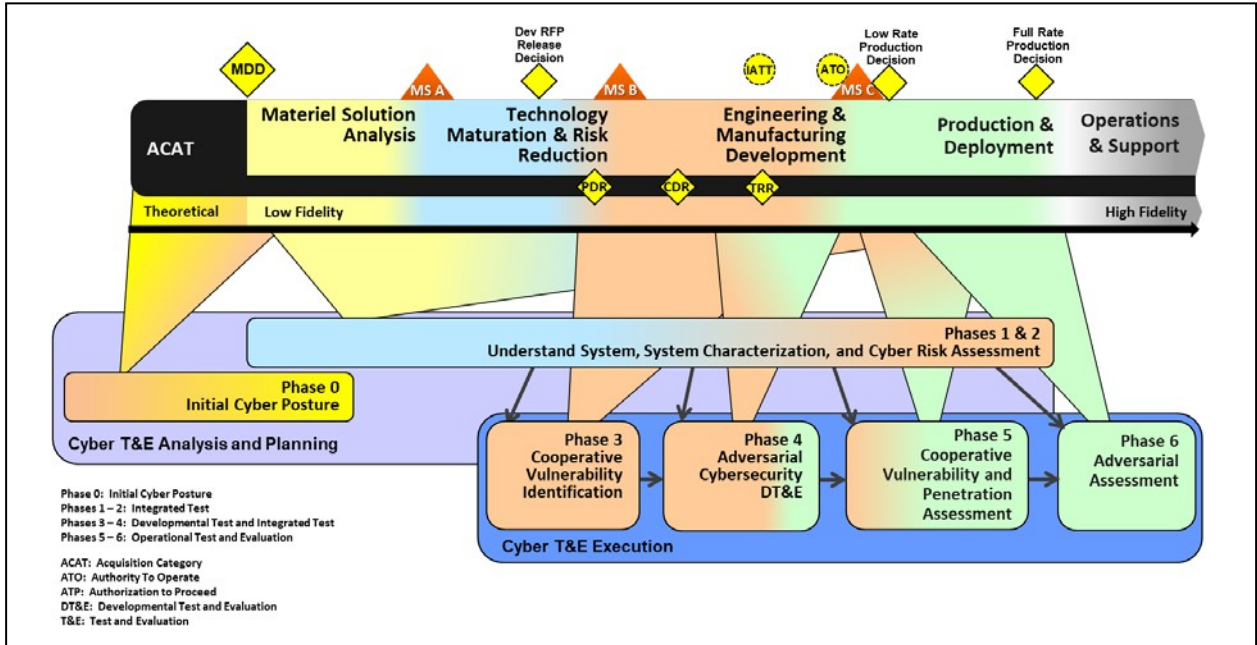 Dev RFP
Release
Decision
Low Rate
Production
Decision
Full Rate
Production
Decision
MDD
MS A
MS B
IATT
ATO
MS C
ACAT
Materiel Solution
Analysis
Technology
Maturation & Risk
Reduction
Engineering &
Manufacturing
Development
Production &
Deployment
Operations
& Support
PDR
CDR
TRR
Theoretical
Low Fidelity
High Fidelity
Phases 1 & 2
Understand System, System Characterization, and Cyber Risk Assessment
Phase 0
Initial Cyber Posture
Cyber T&E Analysis and Planning
Phase 3
Cooperative
Vulnerability
Identification
Phase 4
Adversarial
Cybersecurity
DT&E
Phase 5
Cooperative
Vulnerability and
Penetration
Assessment
Phase 6
Adversarial
Assessment
Cyber T&E Execution
Phase 0: Initial Cyber Posture
Phases 1 – 2: Integrated Test
Phases 3 – 4: Developmental Test and Integrated Test
Phases 5 – 6: Operational Test and Evaluation
ACAT: Acquisition Category
ATO: Authority To Operate
ATP: Authorization to Proceed
DT&E: Developmental Test and Evaluation
T&E: Test and Evaluation